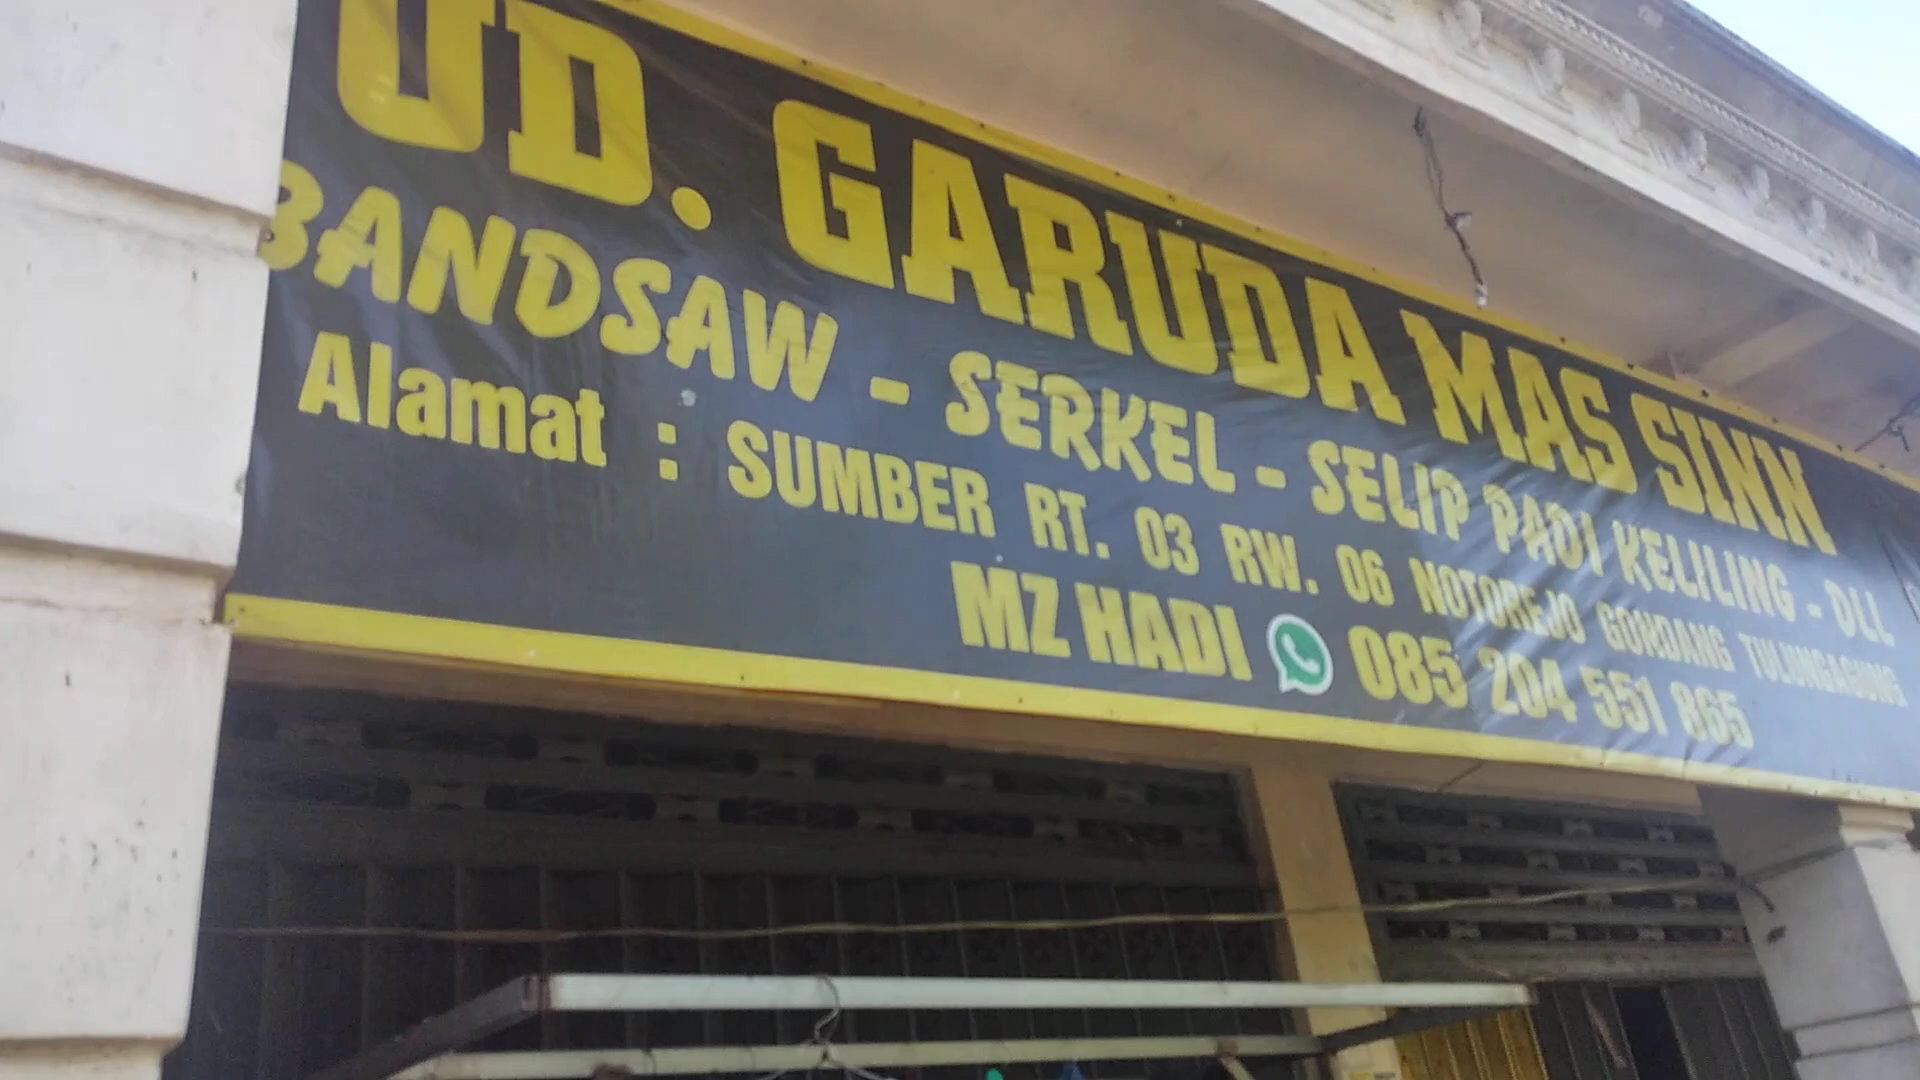 UD. GARUDA MAS SINN
BANDSAW - SERKEL - SELIP PADI KELILING - DLL
Alamat : SUMBER RT. 03 RW. 06 NOTOREJO GONDANG TULUNGAGUNG
MZ HADI 085 204 551 865